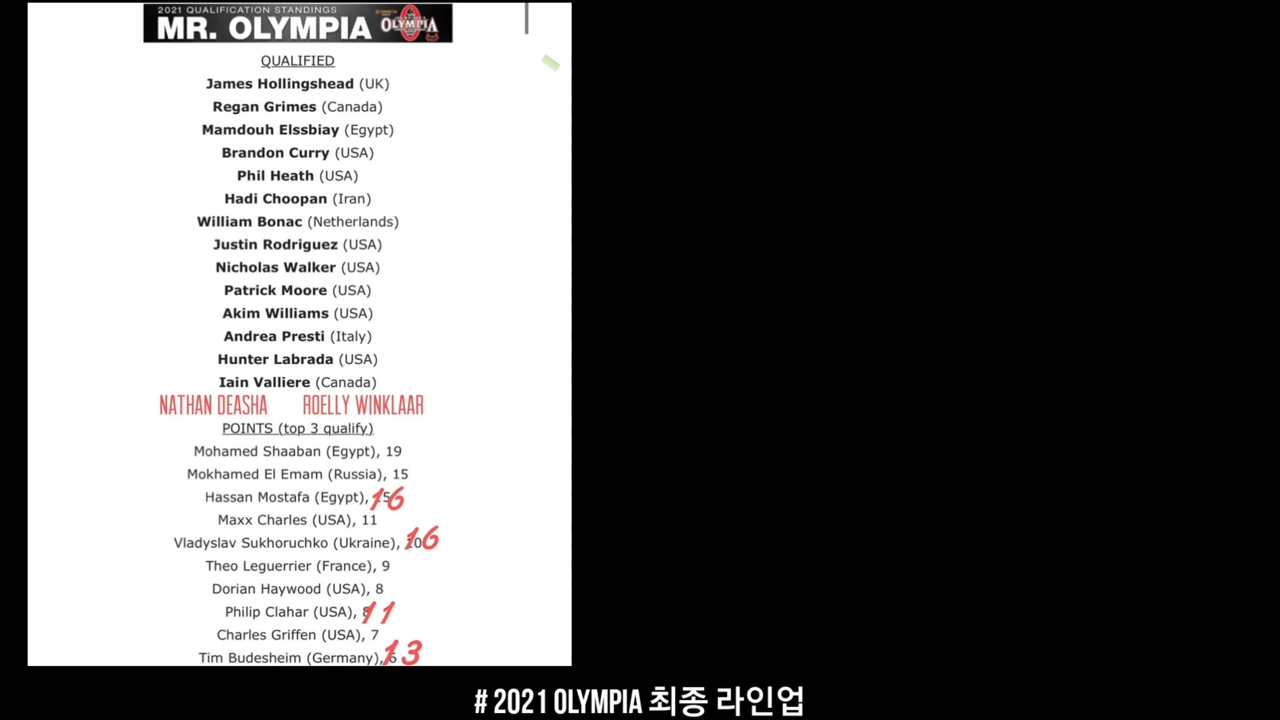 2021 QUALIFICATION STANDINGS
MR. OLYMPIA
OLYMPIA
QUALIFIED
James Hollingshead (UK)
Regan Grimes (Canada)
Mamdouh Elssbiay (Egypt)
Brandon Curry (USA)
Phil Heath (USA)
Hadi Choopan (Iran)
William Bonac (Netherlands)
Justin Rodriguez (USA)
Nicholas Walker (USA)
Patrick Moore (USA)
Akim Williams (USA)
Andrea Presti (Italy)
Hunter Labrada (USA)
Iain Valliere (Canada)
NATHAN DEASHA ROELLY WINKLAAR
POINTS (top 3 qualify)
Mohamed Shaaban (Egypt), 19
Mokhamed El Emam (Russia), 15
Hassan Mostafa (Egypt), 16
Maxx Charles (USA), 11
Vladyslav Sukhoruchko (Ukraine), 16
Theo Leguerrier (France), 9
Dorian Haywood (USA), 8
Philip Clahar (USA), 11
Charles Griffen (USA), 7
Tim Budesheim (Germany), 13
# 2021 OLYMPIA 최종 라인업